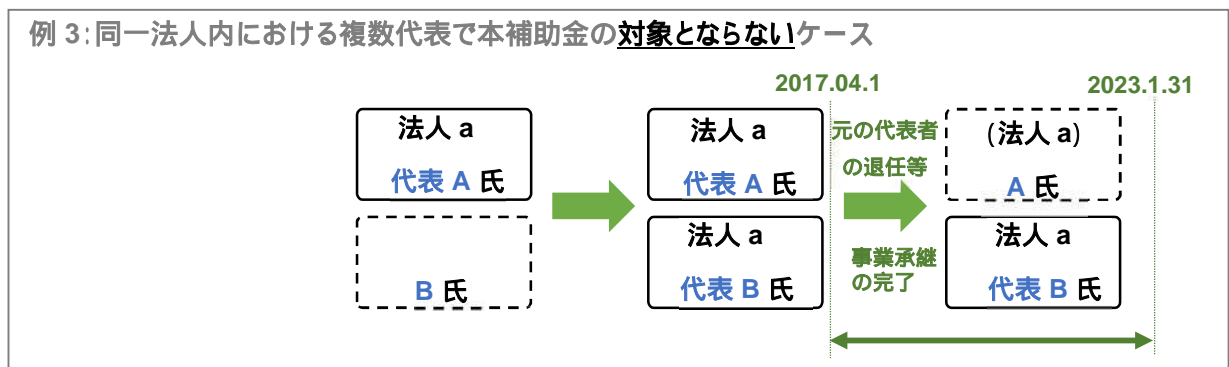 例 3:同一法人内における複数代表で本補助金の対象とならないケース
2017.04.1
2023.1.31
法人 a
代表 A 氏
B 氏
法人 a
代表 A 氏
法人 a
代表 B 氏
元の代表者
の退任等
事業承継
の完了
(法人 a)
A 氏
法人 a
代表 B 氏